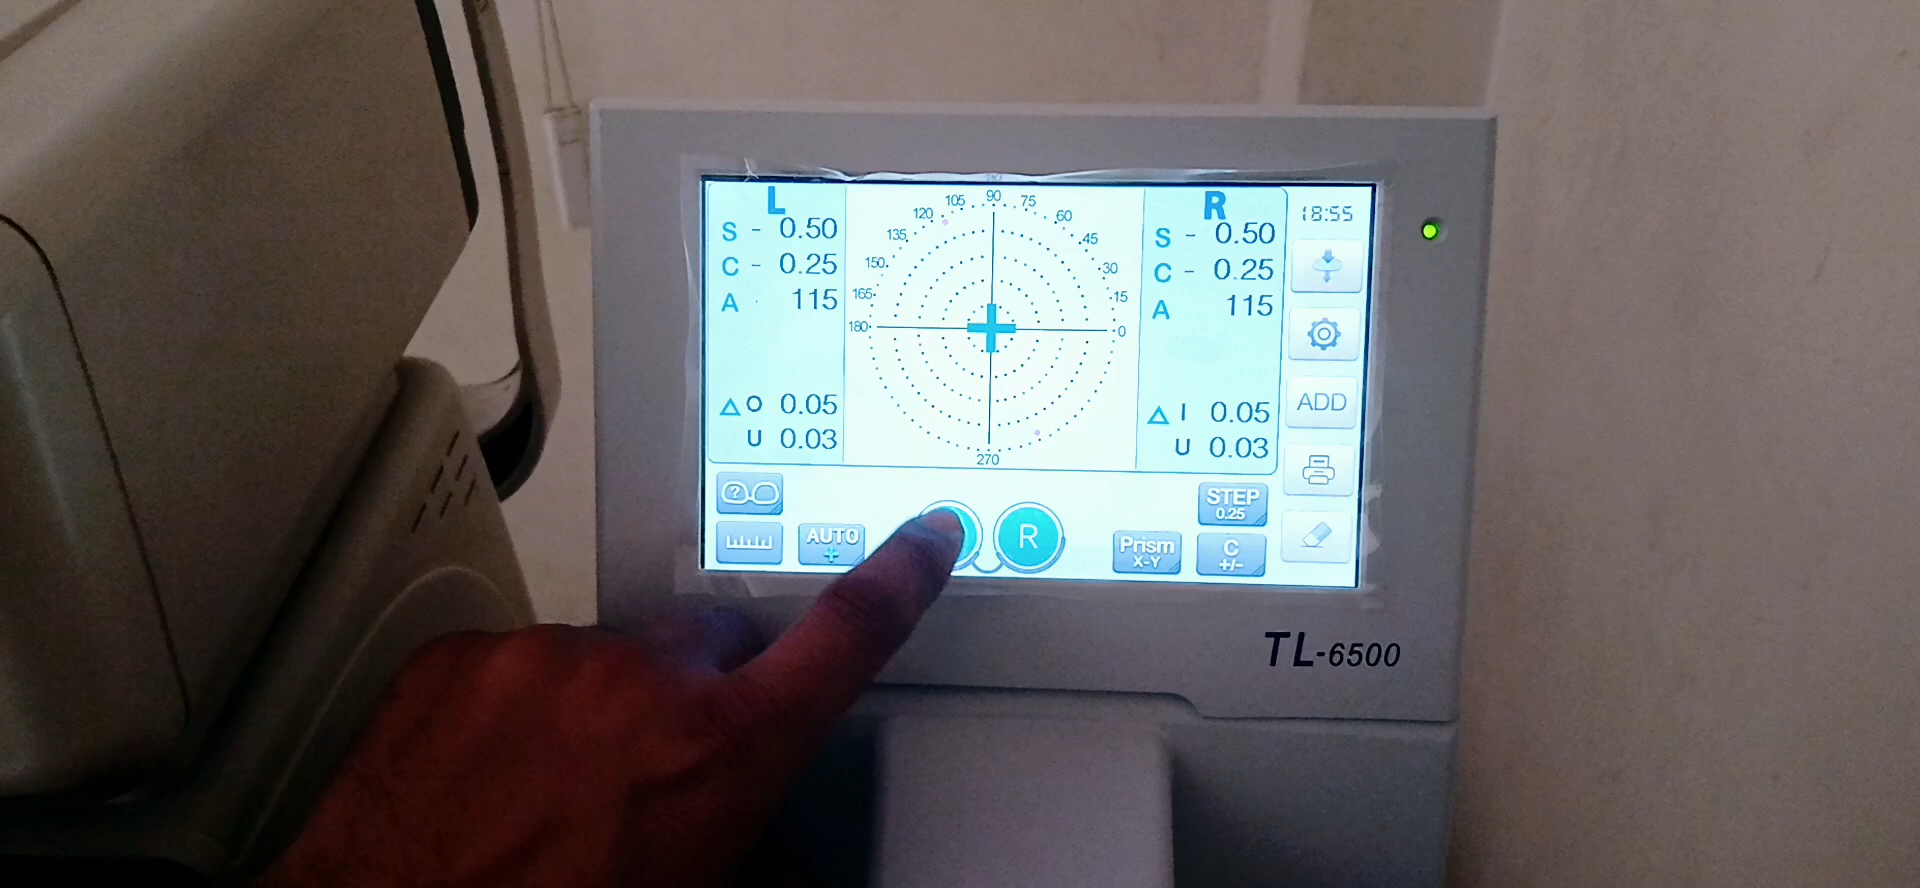 L
S - 0.50
C - 0.25
A 115
△ O 0.05
U 0.03
90
105 75
120 60
135 45
150 30
165 15
180 0
270
R
S - 0.50
C - 0.25
A 115
△ I 0.05
U 0.03
18:55
ADD
AUTO
+
R
Prism
X-Y
STEP
0.25
C
+/-
?
TL-6500